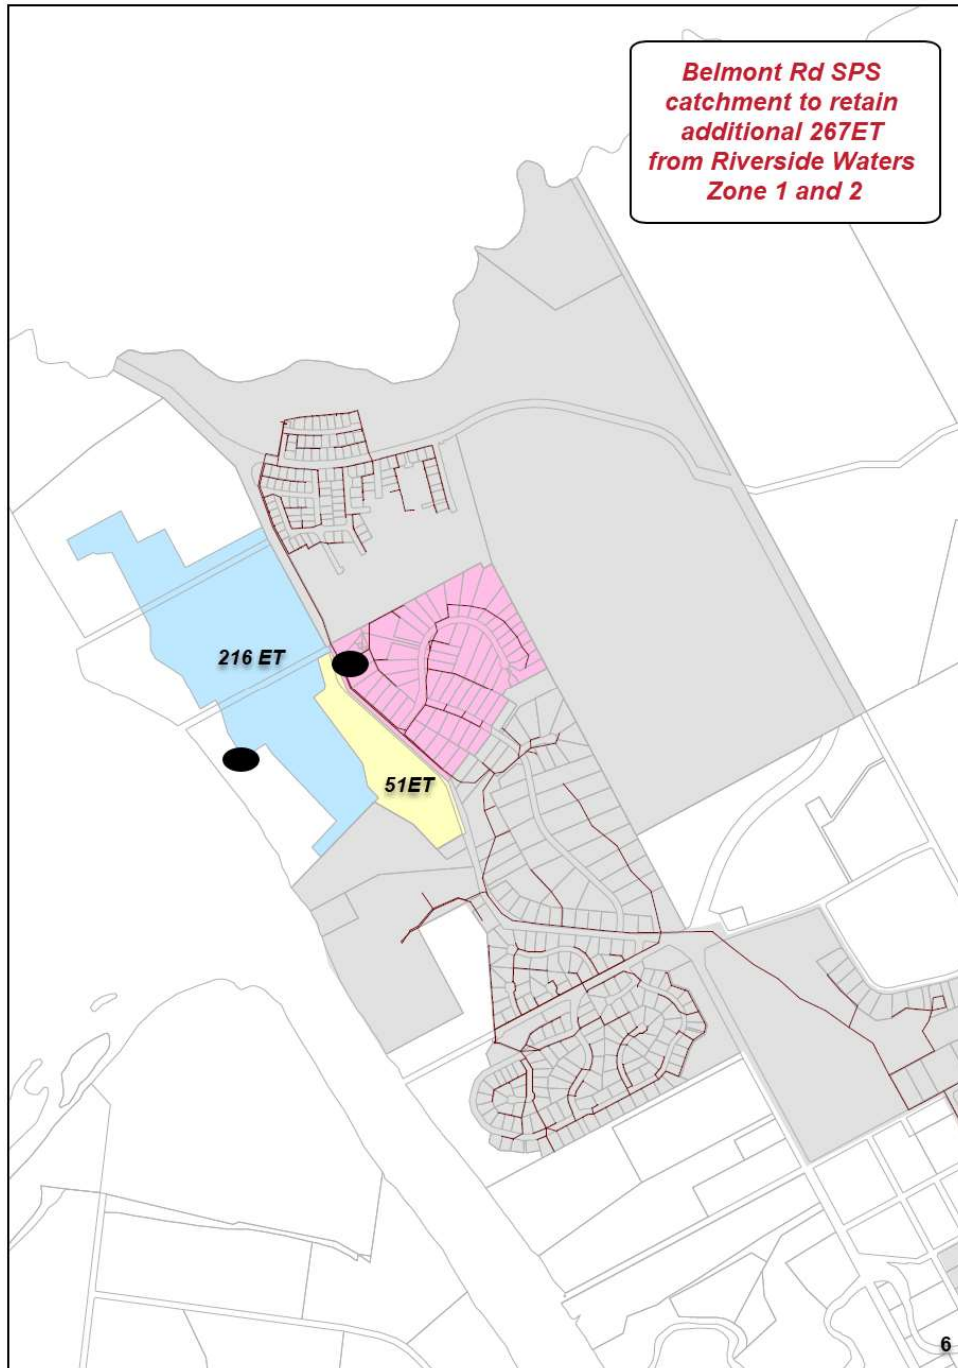 Belmont Rd SPS
catchment to retain
additional 267ET
from Riverside Waters
Zone 1 and 2
216 ET
51ET
6